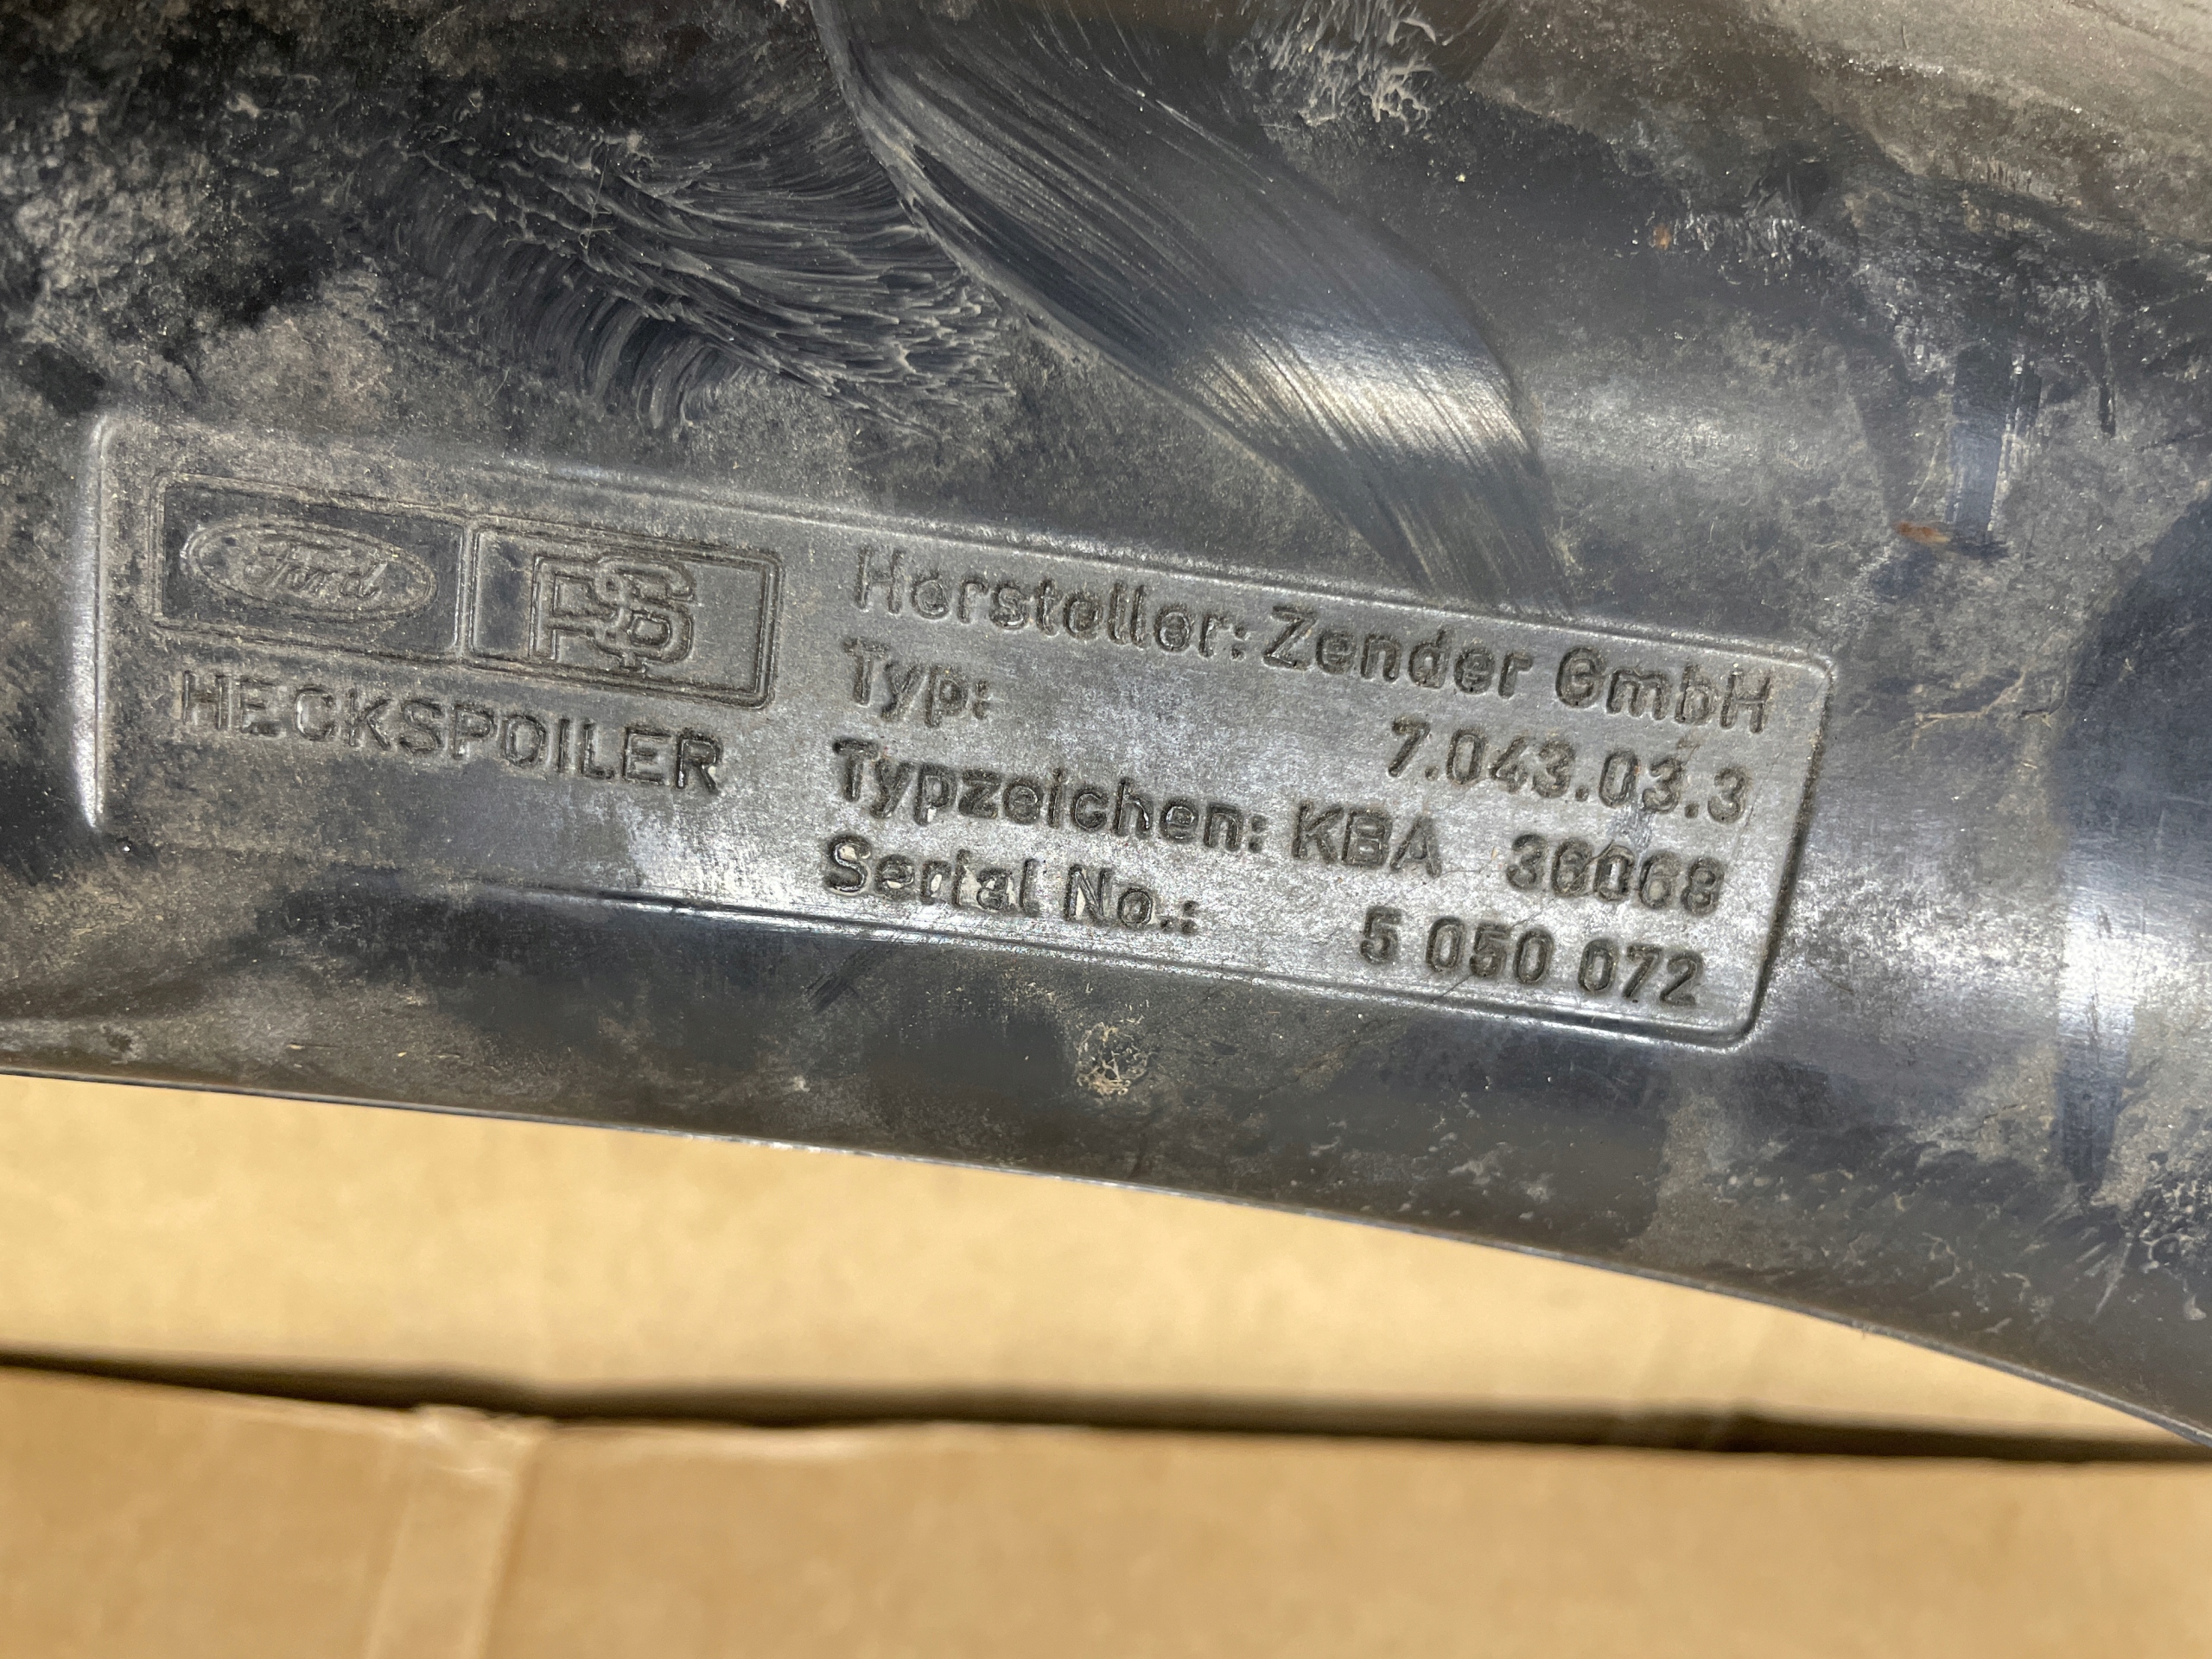 Ford RS
HECKSPOILER
Hersteller: Zender GmbH
Typ: 7.043.03.3
Typzeichen: KBA 36068
Serial No.: 5 050 072